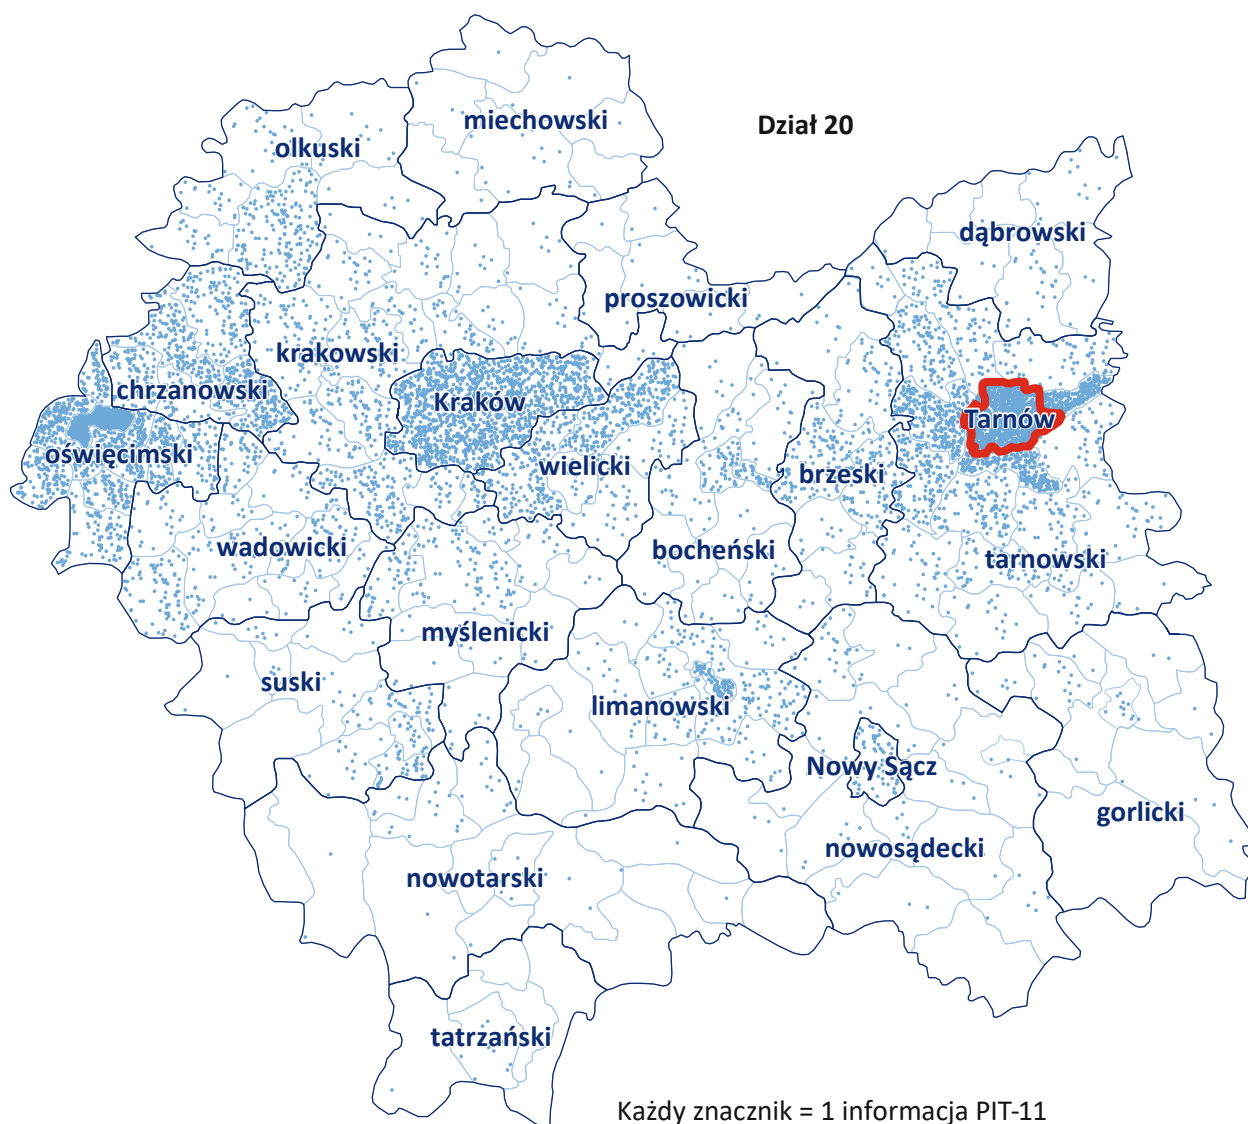 Dział 20
miechowski
olkuski
dąbrowski
proszowicki
krakowski
chrzanowski
Kraków
Tarnów
oświęcimski
wielicki
brzeski
wadowicki
bocheński
tarnowski
myślenicki
suski
limanowski
Nowy Sącz
gorlicki
nowosądecki
nowotarski
tatrzański
Każdy znacznik = 1 informacja PIT-11